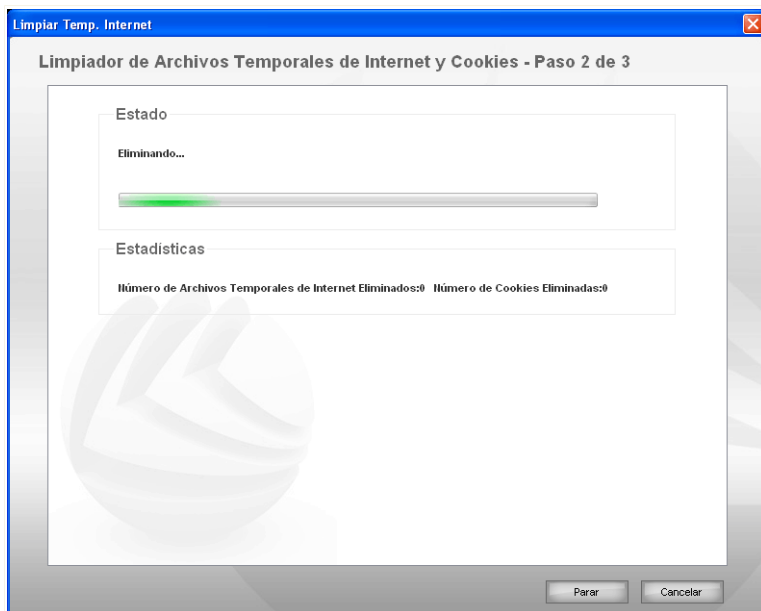 Limpiar Temp. Internet
Limpiador de Archivos Temporales de Internet y Cookies - Paso 2 de 3
Estado
Eliminando...
Estadísticas
Número de Archivos Temporales de Internet Eliminados:0 Número de Cookies Eliminadas:0
Parar Cancelar